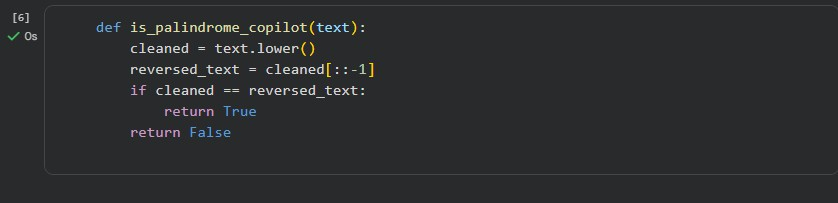 [6]
0s
def is_palindrome_copilot(text):
    cleaned = text.lower()
    reversed_text = cleaned[::-1]
    if cleaned == reversed_text:
        return True
    return False